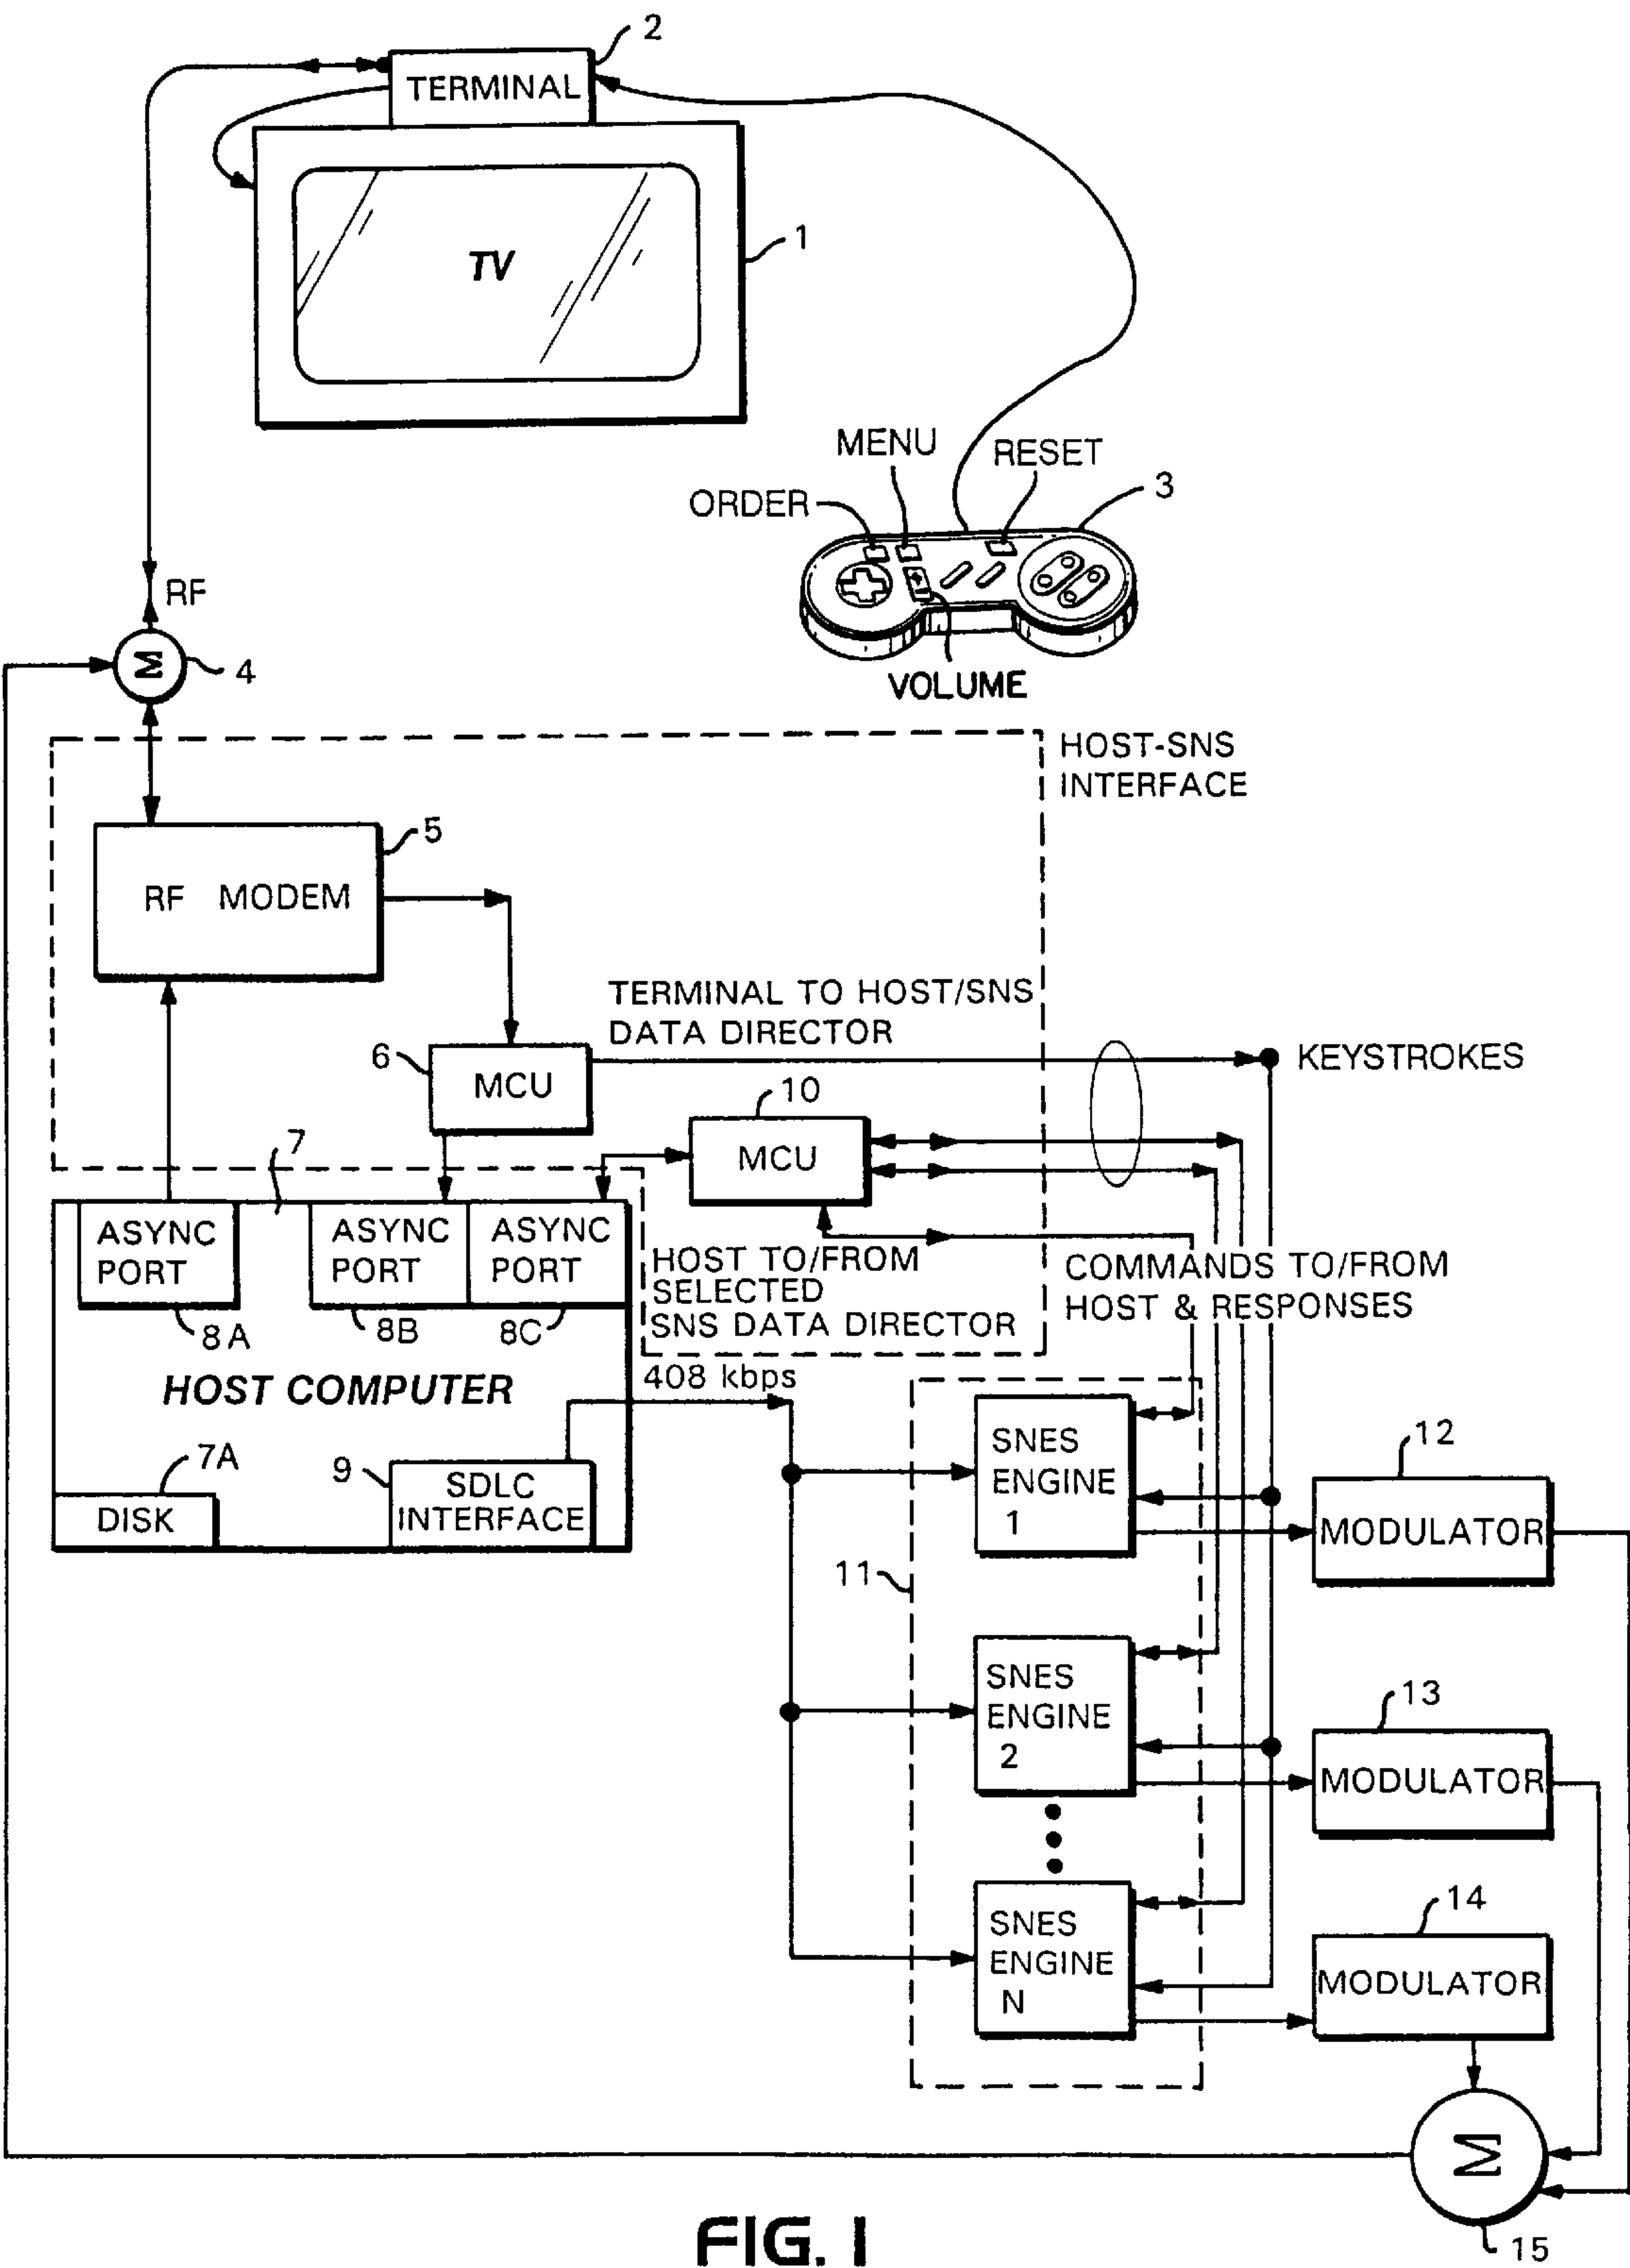 2
TERMINAL
TV
1
MENU
RESET
ORDER
3
RF
M
4
VOLUME
HOST-SNS
INTERFACE
5
RF MODEM
TERMINAL TO HOST/SNS
DATA DIRECTOR
6
MCU
KEYSTROKES
10
MCU
7
ASYNC
PORT
ASYNC
PORT
ASYNC
PORT
8A
8B
8C
HOST TO/FROM
SELECTED
SNS DATA DIRECTOR
COMMANDS TO/FROM
HOST & RESPONSES
408 kbps
HOST COMPUTER
7A
DISK
9
SDLC
INTERFACE
11
SNES
ENGINE
1
12
MODULATOR
SNES
ENGINE
2
13
MODULATOR
SNES
ENGINE
N
14
MODULATOR
M
15
FIG. 1